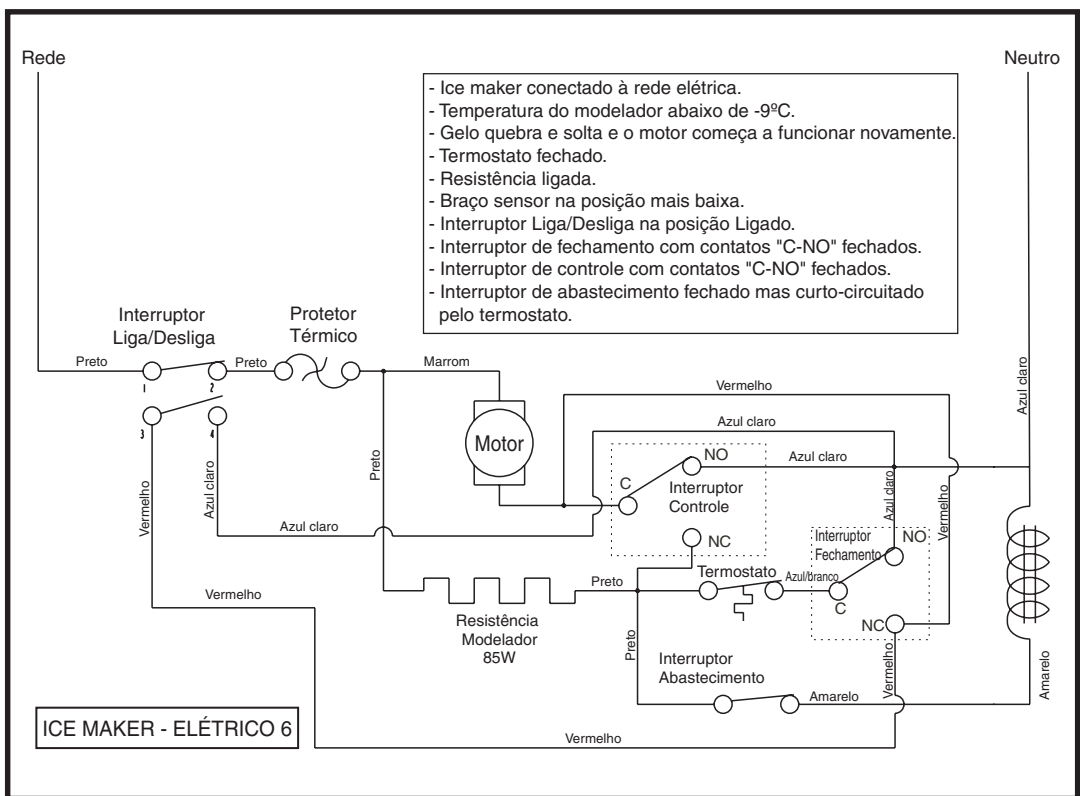 Rede
Neutro
- Ice maker conectado à rede elétrica.
- Temperatura do modelador abaixo de -9ºC.
- Gelo quebra e solta e o motor começa a funcionar novamente.
- Termostato fechado.
- Resistência ligada.
- Braço sensor na posição mais baixa.
- Interruptor Liga/Desliga na posição Ligado.
- Interruptor de fechamento com contatos "C-NO" fechados.
- Interruptor de controle com contatos "C-NO" fechados.
- Interruptor de abastecimento fechado mas curto-circuitado
pelo termostato.
Interruptor
Liga/Desliga
Protetor
Térmico
Preto
Preto
Marrom
Vermelho
Azul claro
1
2
3
4
Motor
Azul claro
NO
Azul claro
C
Interruptor
Controle
NC
Preto
Vermelho
Azul claro
Azul claro
Azul claro
Vermelho
Interruptor
Fechamento
NO
Termostato
Azul/branco
C
NC
Preto
Vermelho
Resistência
Modelador
85W
Preto
Interruptor
Abastecimento
Amarelo
Vermelho
Amarelo
ICE MAKER - ELÉTRICO 6
Vermelho